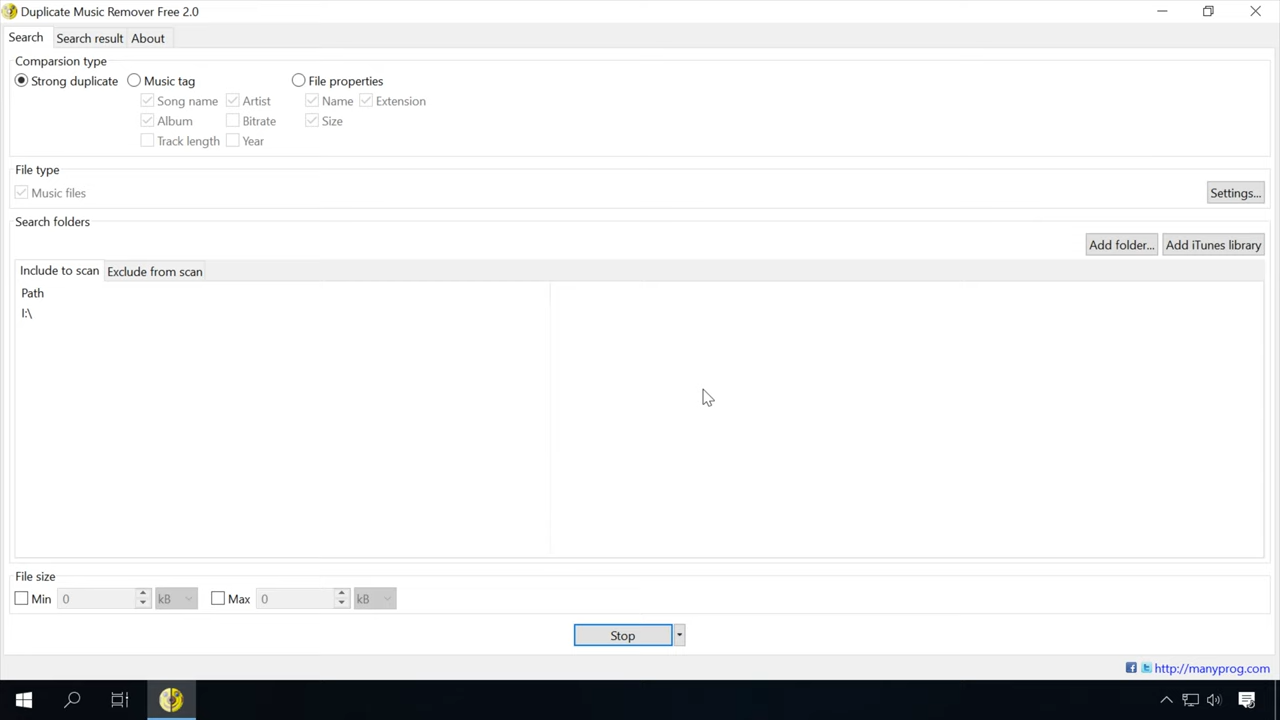 Duplicate Music Remover Free 2.0
Search Search result About
Comparsion type
Strong duplicate Music tag File properties
Song name Artist Name Extension
Album Bitrate Size
Track length Year
File type
Music files Settings...
Search folders
Add folder... Add iTunes library
Include to scan Exclude from scan
Path
I:\
File size
Min 0 kB Max 0 kB
Stop
http://manyprog.com